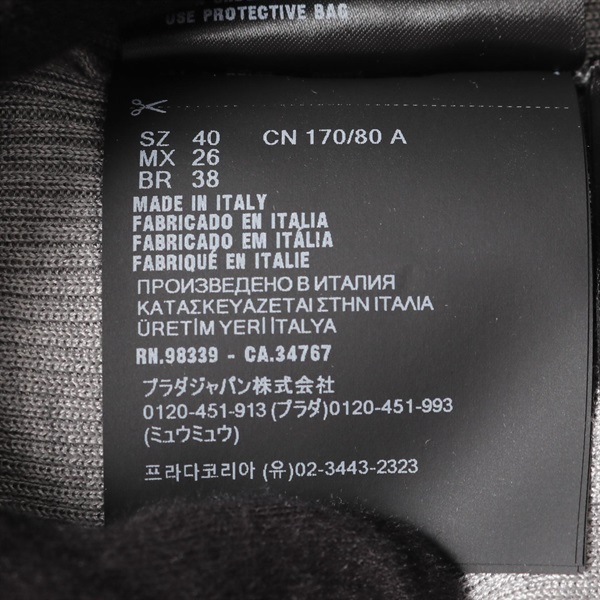 USE PROTECTIVE BAG
SZ 40 CN 170/80 A
MX 26
BR 38
MADE IN ITALY
FABRICADO EN ITALIA
FABRICADO EM ITÁLIA
FABRIQUÉ EN ITALIE
ПРОИЗВЕДЕНО В ИТАЛИЯ
ΚΑΤΑΣΚΕΥΑΖΕΤΑΙ ΣΤΗΝ ΙΤΑΛΙΑ
ÜRETİM YERİ İTALYA
RN.98339 - CA.34767
プラダジャパン株式会社
0120-451-913 (プラダ)0120-451-993
(ミュウミュウ)
프라다코리아 (유)02-3443-2323